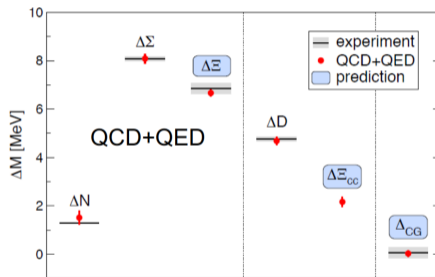 10
8
6
4
2
0
ΔM [MeV]
experiment
QCD+QED
prediction
ΔΣ
ΔΞ
QCD+QED
ΔD
ΔN
ΔΞcc
ΔCG